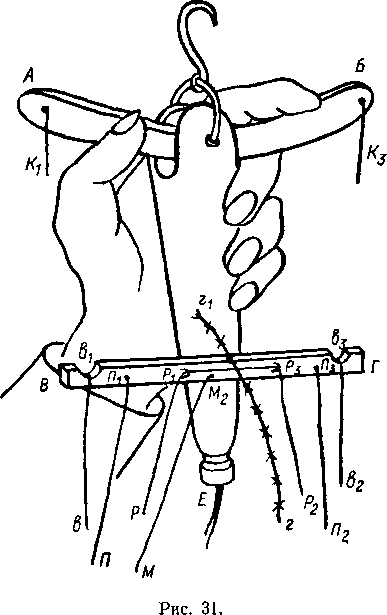 А Б
К1 К3
г1
в1 в3
В П1 Р1 М2 Р3 П3 Г
в П Р М Е г Р2 П2 в2
Рис. 31.